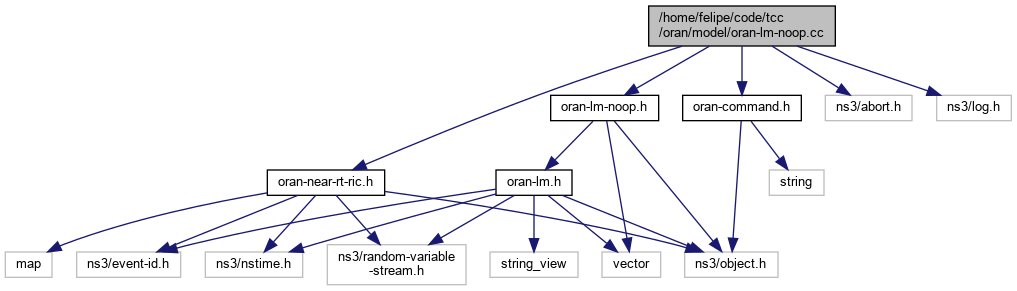 /home/felipe/code/tcc
/oran/model/oran-lm-noop.cc
oran-lm-noop.h
oran-command.h
ns3/abort.h
ns3/log.h
oran-near-rt-ric.h
oran-lm.h
string
map
ns3/event-id.h
ns3/nstime.h
ns3/random-variable
-stream.h
string_view
vector
ns3/object.h